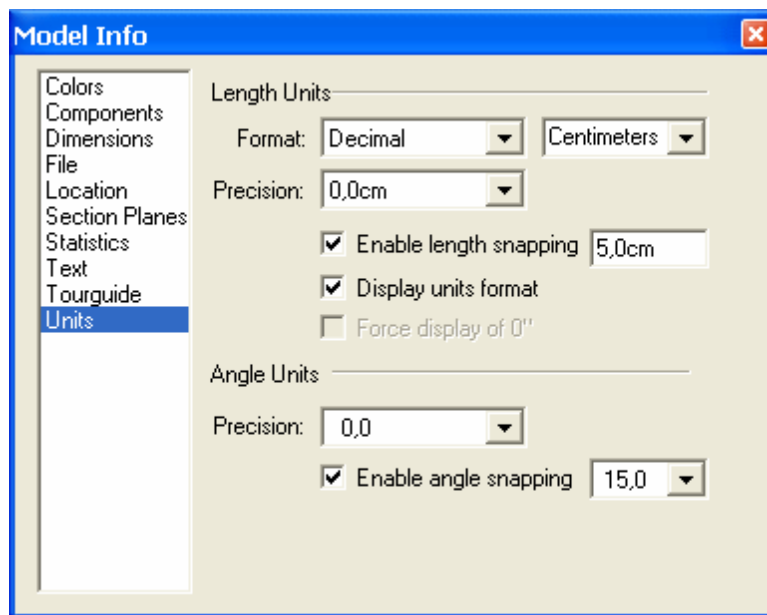 Model Info
Colors
Components
Dimensions
File
Location
Section Planes
Statistics
Text
Tourguide
Units
Length Units
Format: Decimal Centimeters
Precision: 0,0cm
Enable length snapping 5,0cm
Display units format
Force display of 0"
Angle Units
Precision: 0,0
Enable angle snapping 15,0